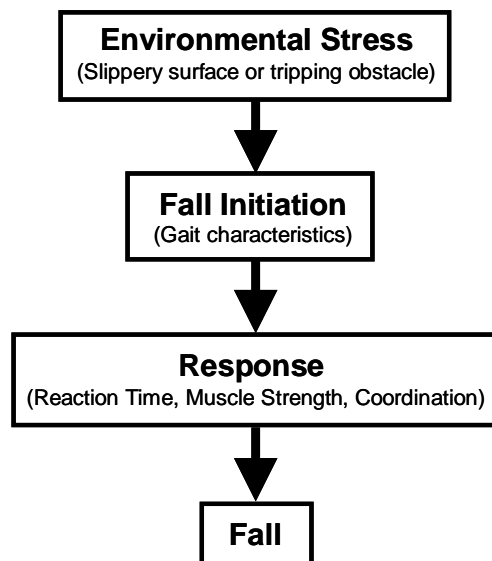 Environmental Stress
(Slippery surface or tripping obstacle)
Fall Initiation
(Gait characteristics)
Response
(Reaction Time, Muscle Strength, Coordination)
Fall